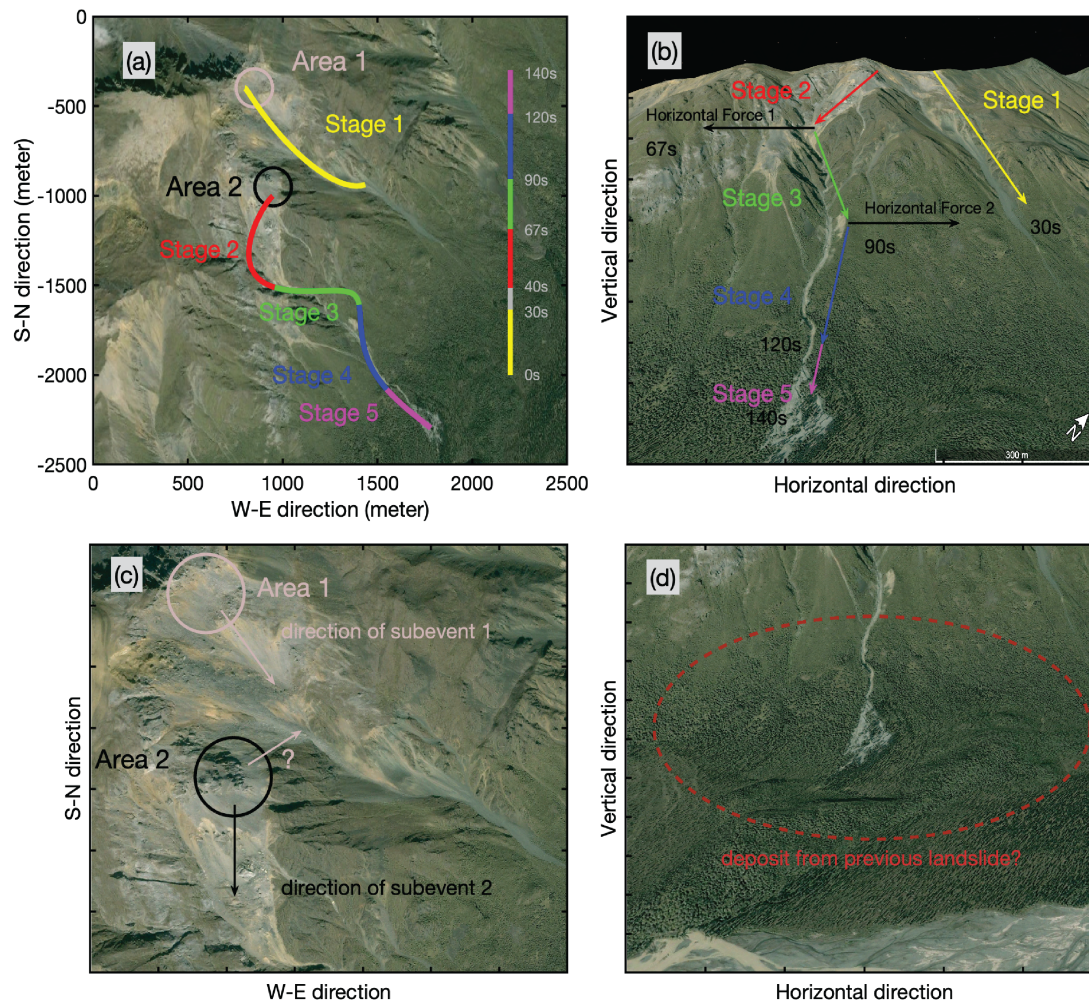 (a)
Area 1
Stage 1
Area 2
Stage 2
Stage 3
Stage 4
Stage 5
140s
120s
90s
67s
40s
30s
0s
0
-500
-1000
-1500
-2000
-2500
S-N direction (meter)
0
500
1000
1500
2000
2500
W-E direction (meter)
(b)
Stage 2
Stage 1
Horizontal Force 1
67s
Stage 3
Horizontal Force 2
30s
90s
Stage 4
120s
Stage 5
140s
N
300 m
Vertical direction
Horizontal direction
(c)
Area 1
direction of subevent 1
Area 2
?
direction of subevent 2
S-N direction
W-E direction
(d)
deposit from previous landslide?
Vertical direction
Horizontal direction